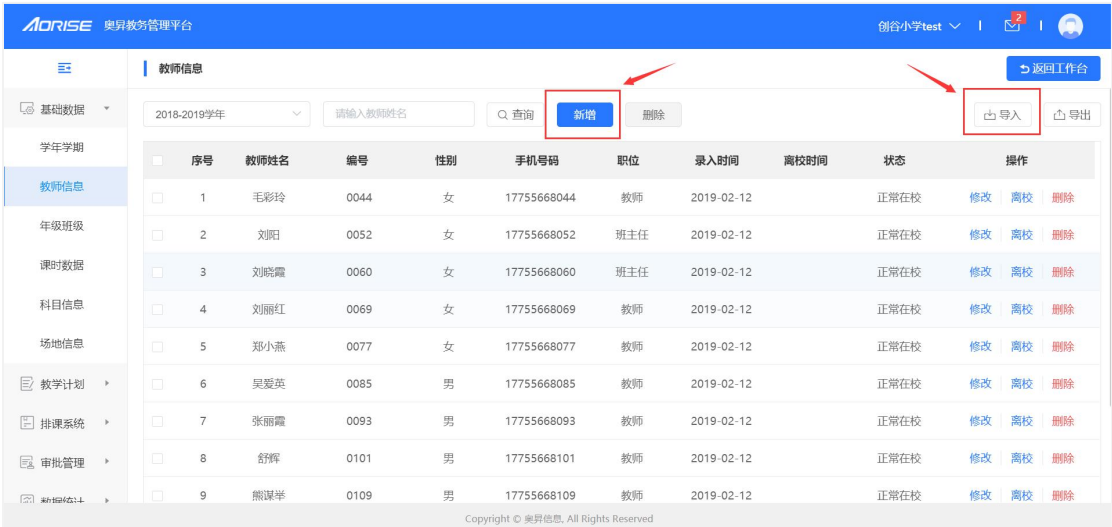 AORISE 奥昇教务管理平台 创谷小学test 2
教师信息 返回工作台
基础数据
学年学期
教师信息
年级班级
课时数据
科目信息
场地信息
教学计划
排课系统
审批管理
数据统计
2018-2019学年 请输入教师姓名 查询 新增 删除 导入 导出
序号 教师姓名 编号 性别 手机号码 职位 录入时间 离校时间 状态 操作
1 毛彩玲 0044 女 17755668044 教师 2019-02-12 正常在校 修改 离校 删除
2 刘阳 0052 女 17755668052 班主任 2019-02-12 正常在校 修改 离校 删除
3 刘晓霞 0060 女 17755668060 班主任 2019-02-12 正常在校 修改 离校 删除
4 刘丽红 0069 女 17755668069 教师 2019-02-12 正常在校 修改 离校 删除
5 郑小燕 0077 女 17755668077 教师 2019-02-12 正常在校 修改 离校 删除
6 吴爱英 0085 男 17755668085 教师 2019-02-12 正常在校 修改 离校 删除
7 张丽霞 0093 男 17755668093 教师 2019-02-12 正常在校 修改 离校 删除
8 舒辉 0101 男 17755668101 教师 2019-02-12 正常在校 修改 离校 删除
9 熊谋举 0109 男 17755668109 教师 2019-02-12 正常在校 修改 离校 删除
Copyright © 奥昇信息, All Rights Reserved